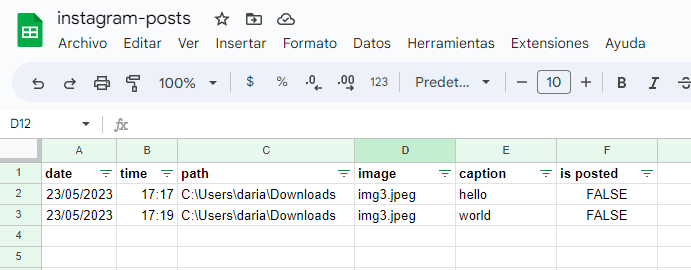 instagram-posts
Archivo Editar Ver Insertar Formato Datos Herramientas Extensiones Ayuda
100% $ % .0 .00 123 Predet... 10 B I S
D12 fx
A B C D E F
1 date time path image caption is posted
2 23/05/2023 17:17 C:\Users\daria\Downloads img3.jpeg hello FALSE
3 23/05/2023 17:19 C:\Users\daria\Downloads img3.jpeg world FALSE
4
5